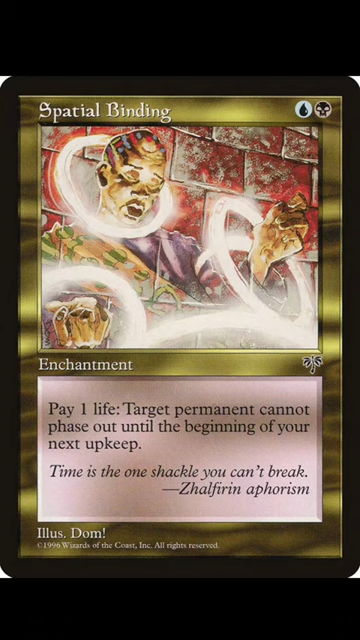 Spatial Binding
Enchantment
Pay 1 life: Target permanent cannot
phase out until the beginning of your
next upkeep.
Time is the one shackle you can't break.
—Zhalfirin aphorism
Illus. Dom!
©1996 Wizards of the Coast, Inc. All rights reserved.